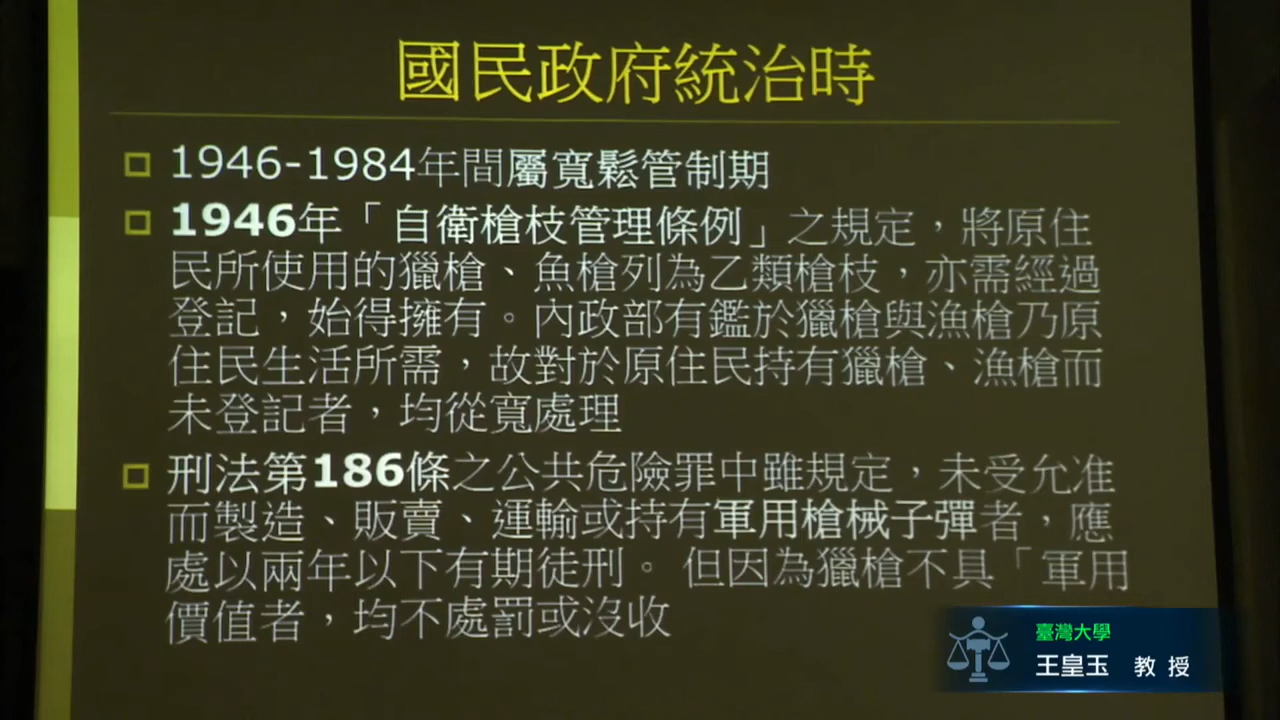 國民政府統治時
1946-1984年間屬寬鬆管制期
1946年「自衛槍枝管理條例」之規定，將原住
民所使用的獵槍、魚槍列為乙類槍枝，亦需經過
登記，始得擁有。內政部有鑑於獵槍與漁槍乃原
住民生活所需，故對於原住民持有獵槍、漁槍而
未登記者，均從寬處理
刑法第186條之公共危險罪中雖規定，未受允准
而製造、販賣、運輸或持有軍用槍械子彈者，應
處以兩年以下有期徒刑。但因為獵槍不具「軍用
價值者，均不處罰或沒收
臺灣大學
王皇玉 教授